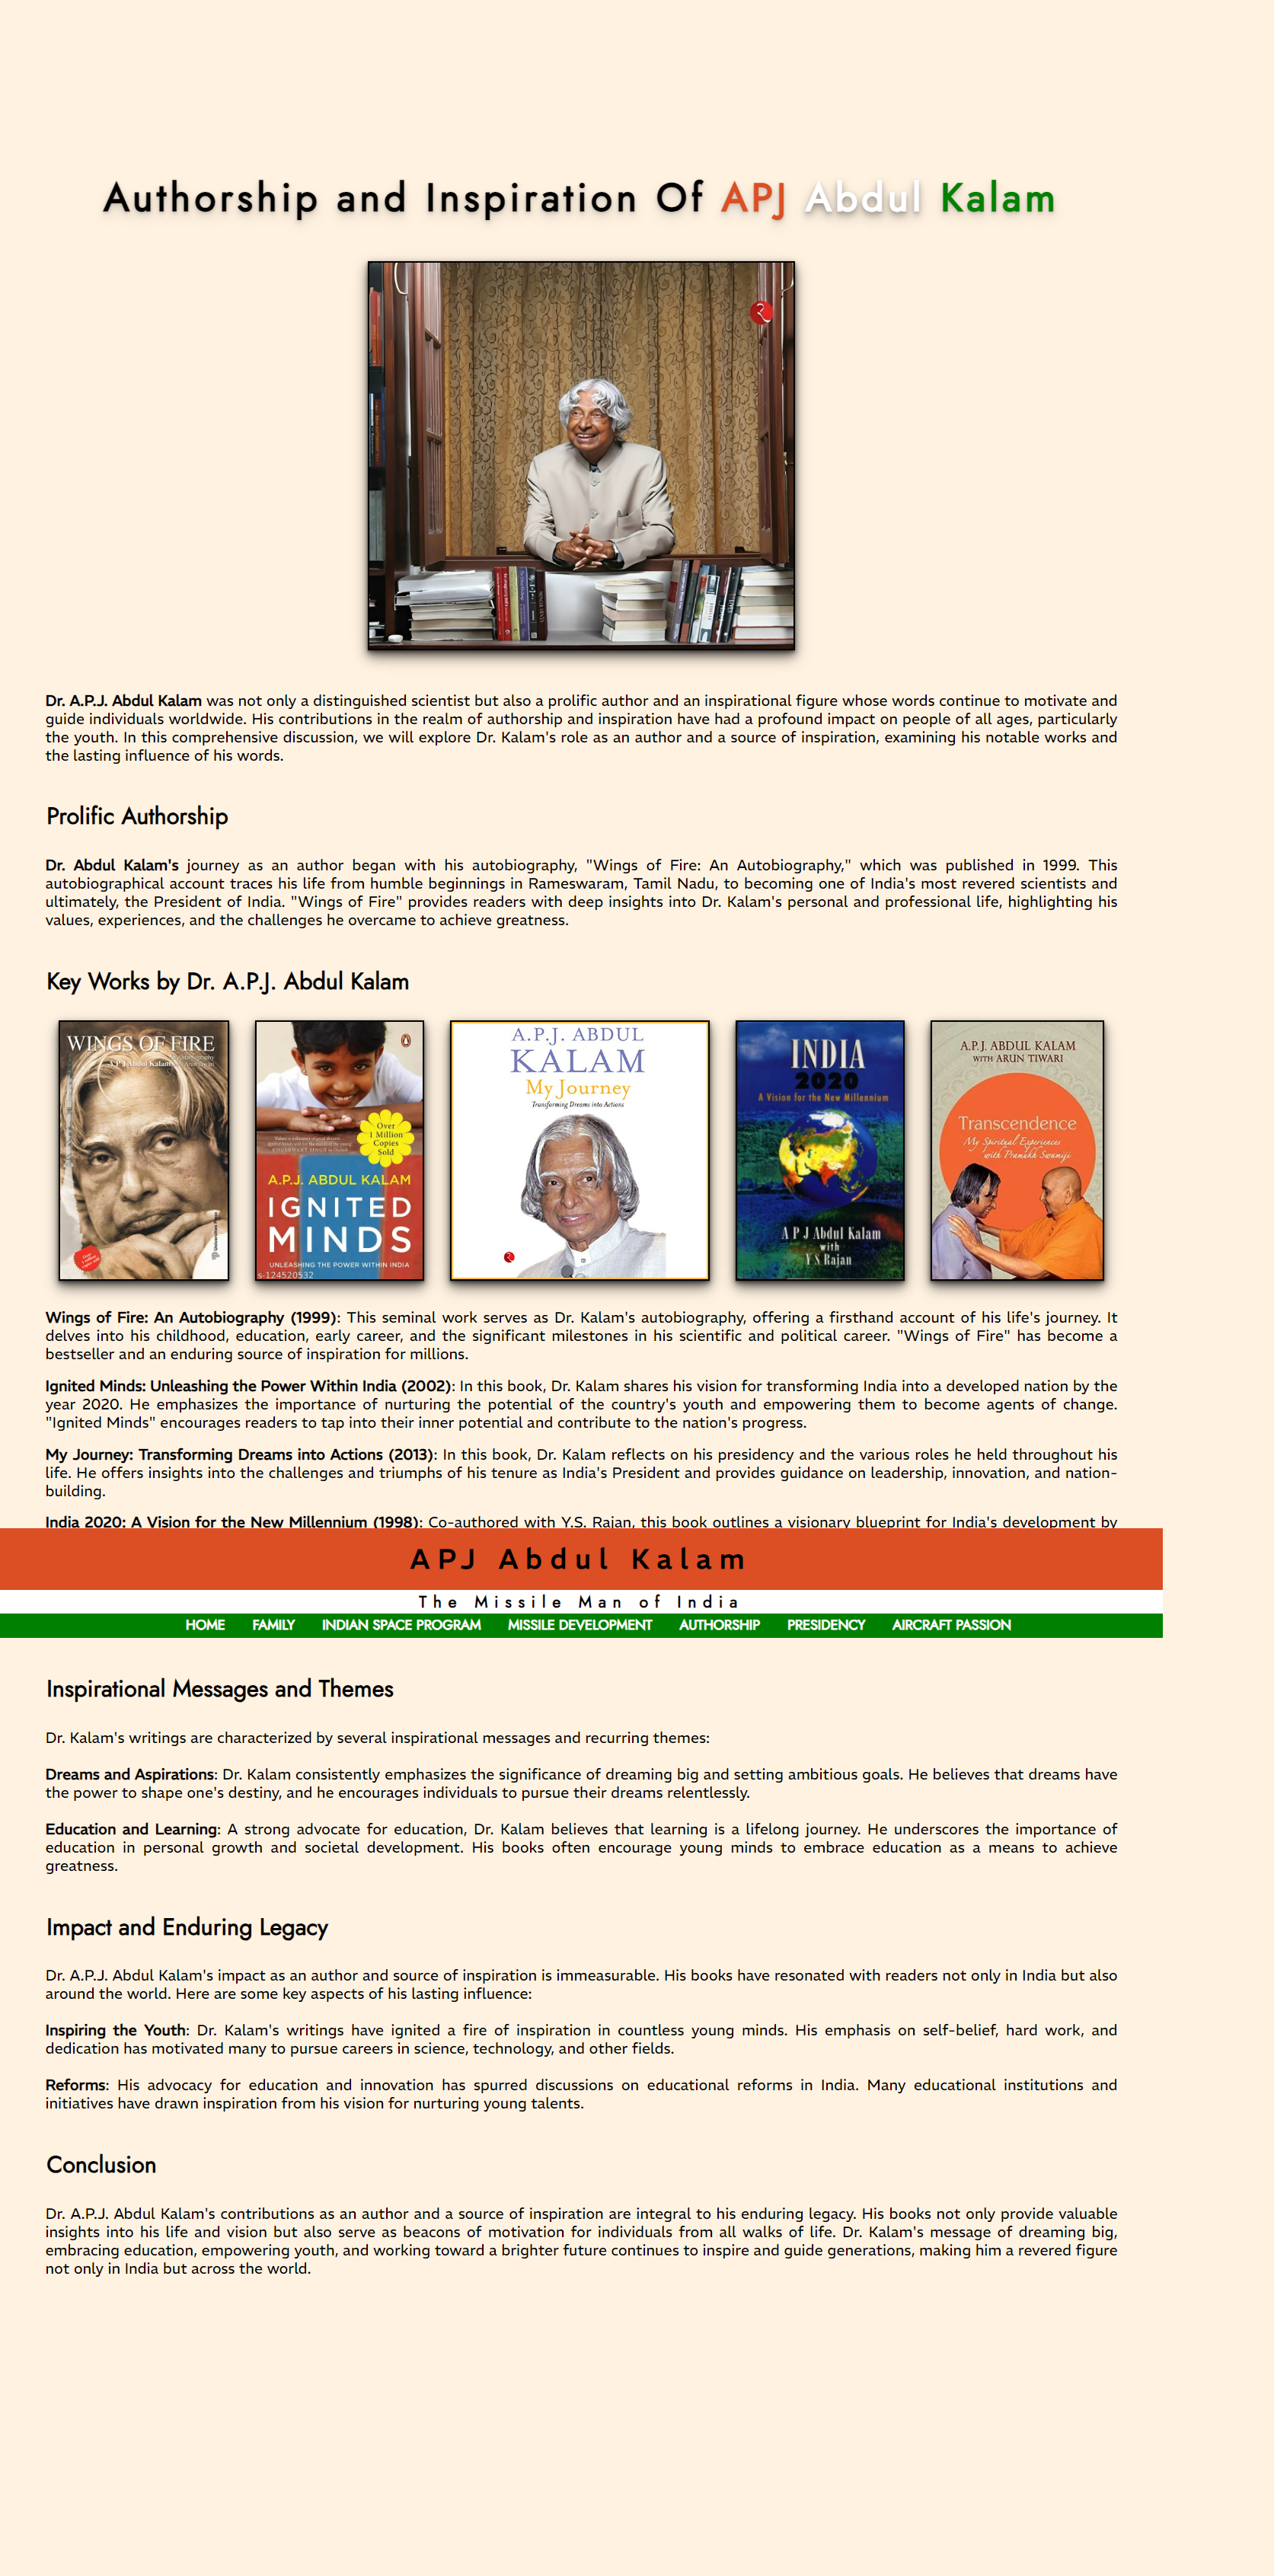 Authorship and Inspiration Of APJ Abdul Kalam
Dr. A.P.J. Abdul Kalam was not only a distinguished scientist but also a prolific author and an inspirational figure whose words continue to motivate and
guide individuals worldwide. His contributions in the realm of authorship and inspiration have had a profound impact on people of all ages, particularly
the youth. In this comprehensive discussion, we will explore Dr. Kalam's role as an author and a source of inspiration, examining his notable works and
the lasting influence of his words.
Prolific Authorship
Dr. Abdul Kalam's journey as an author began with his autobiography, "Wings of Fire: An Autobiography," which was published in 1999. This
autobiographical account traces his life from humble beginnings in Rameswaram, Tamil Nadu, to becoming one of India's most revered scientists and
ultimately, the President of India. "Wings of Fire" provides readers with deep insights into Dr. Kalam's personal and professional life, highlighting his
values, experiences, and the challenges he overcame to achieve greatness.
Key Works by Dr. A.P.J. Abdul Kalam
WINGS OF FIRE
Over
1 Million
Copies
Sold
A.P.J. ABDUL KALAM
IGNITED
MINDS
UNLEASHING THE POWER WITHIN INDIA
s-124520532
A.P.J. ABDUL
KALAM
My Journey
Transforming Dreams into Actions
INDIA
2020
A Vision for the New Millennium
A P J Abdul Kalam
with
Y S Rajan
A.P.J. ABDUL KALAM
WITH ARUN TIWARI
Transcendence
My Spiritual Experiences
with Pramukh Swamiji
Wings of Fire: An Autobiography (1999): This seminal work serves as Dr. Kalam's autobiography, offering a firsthand account of his life's journey. It
delves into his childhood, education, early career, and the significant milestones in his scientific and political career. "Wings of Fire" has become a
bestseller and an enduring source of inspiration for millions.
Ignited Minds: Unleashing the Power Within India (2002): In this book, Dr. Kalam shares his vision for transforming India into a developed nation by the
year 2020. He emphasizes the importance of nurturing the potential of the country's youth and empowering them to become agents of change.
"Ignited Minds" encourages readers to tap into their inner potential and contribute to the nation's progress.
My Journey: Transforming Dreams into Actions (2013): In this book, Dr. Kalam reflects on his presidency and the various roles he held throughout his
life. He offers insights into the challenges and triumphs of his tenure as India's President and provides guidance on leadership, innovation, and nation-
building.
India 2020: A Vision for the New Millennium (1998): Co-authored with Y.S. Rajan, this book outlines a visionary blueprint for India's development by
APJ Abdul Kalam
The Missile Man of India
HOME FAMILY INDIAN SPACE PROGRAM MISSILE DEVELOPMENT AUTHORSHIP PRESIDENCY AIRCRAFT PASSION
Inspirational Messages and Themes
Dr. Kalam's writings are characterized by several inspirational messages and recurring themes:
Dreams and Aspirations: Dr. Kalam consistently emphasizes the significance of dreaming big and setting ambitious goals. He believes that dreams have
the power to shape one's destiny, and he encourages individuals to pursue their dreams relentlessly.
Education and Learning: A strong advocate for education, Dr. Kalam believes that learning is a lifelong journey. He underscores the importance of
education in personal growth and societal development. His books often encourage young minds to embrace education as a means to achieve
greatness.
Impact and Enduring Legacy
Dr. A.P.J. Abdul Kalam's impact as an author and source of inspiration is immeasurable. His books have resonated with readers not only in India but also
around the world. Here are some key aspects of his lasting influence:
Inspiring the Youth: Dr. Kalam's writings have ignited a fire of inspiration in countless young minds. His emphasis on self-belief, hard work, and
dedication has motivated many to pursue careers in science, technology, and other fields.
Reforms: His advocacy for education and innovation has spurred discussions on educational reforms in India. Many educational institutions and
initiatives have drawn inspiration from his vision for nurturing young talents.
Conclusion
Dr. A.P.J. Abdul Kalam's contributions as an author and a source of inspiration are integral to his enduring legacy. His books not only provide valuable
insights into his life and vision but also serve as beacons of motivation for individuals from all walks of life. Dr. Kalam's message of dreaming big,
embracing education, empowering youth, and working toward a brighter future continues to inspire and guide generations, making him a revered figure
not only in India but across the world.